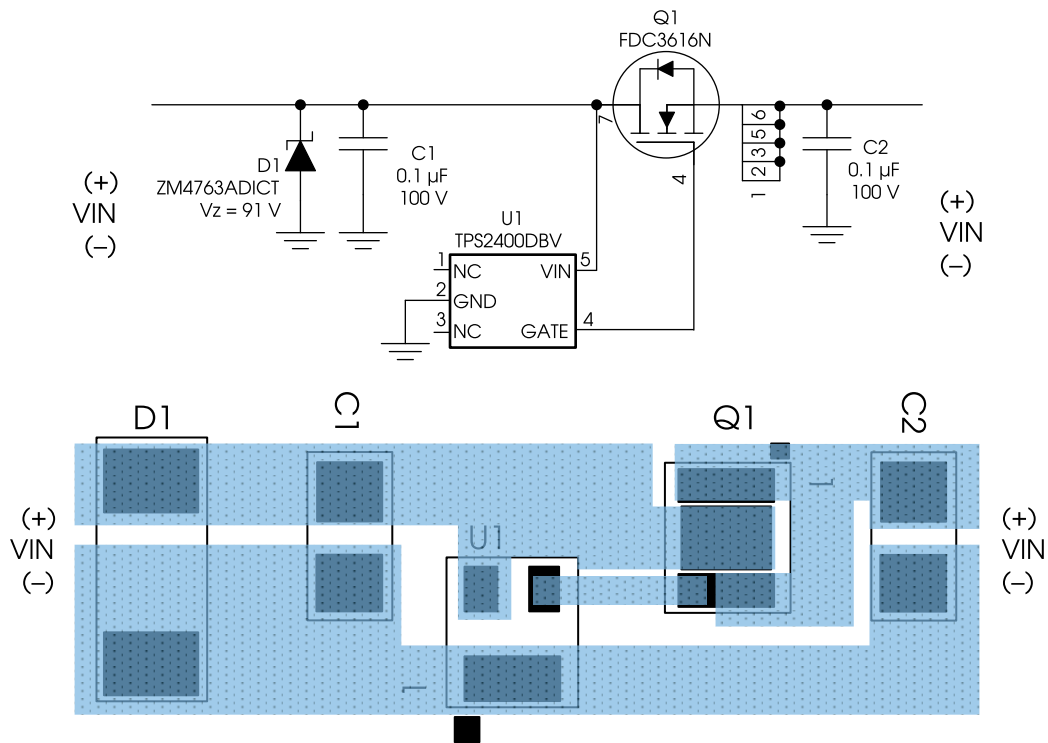 Q1
FDC3616N
7
6
5
3
2
1
4
D1
ZM4763ADICT
Vz = 91 V
C1
0.1 µF
100 V
C2
0.1 µF
100 V
(+)
VIN
(–)
(+)
VIN
(–)
U1
TPS2400DBV
1 NC VIN 5
2 GND
3 NC GATE 4
D1
C1
Q1
C2
(+)
VIN
(–)
U1
1
1
(+)
VIN
(–)